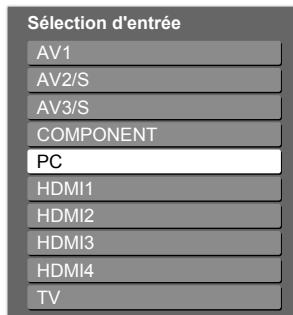 Sélection d'entrée
AV1
AV2/S
AV3/S
COMPONENT
PC
HDMI1
HDMI2
HDMI3
HDMI4
TV